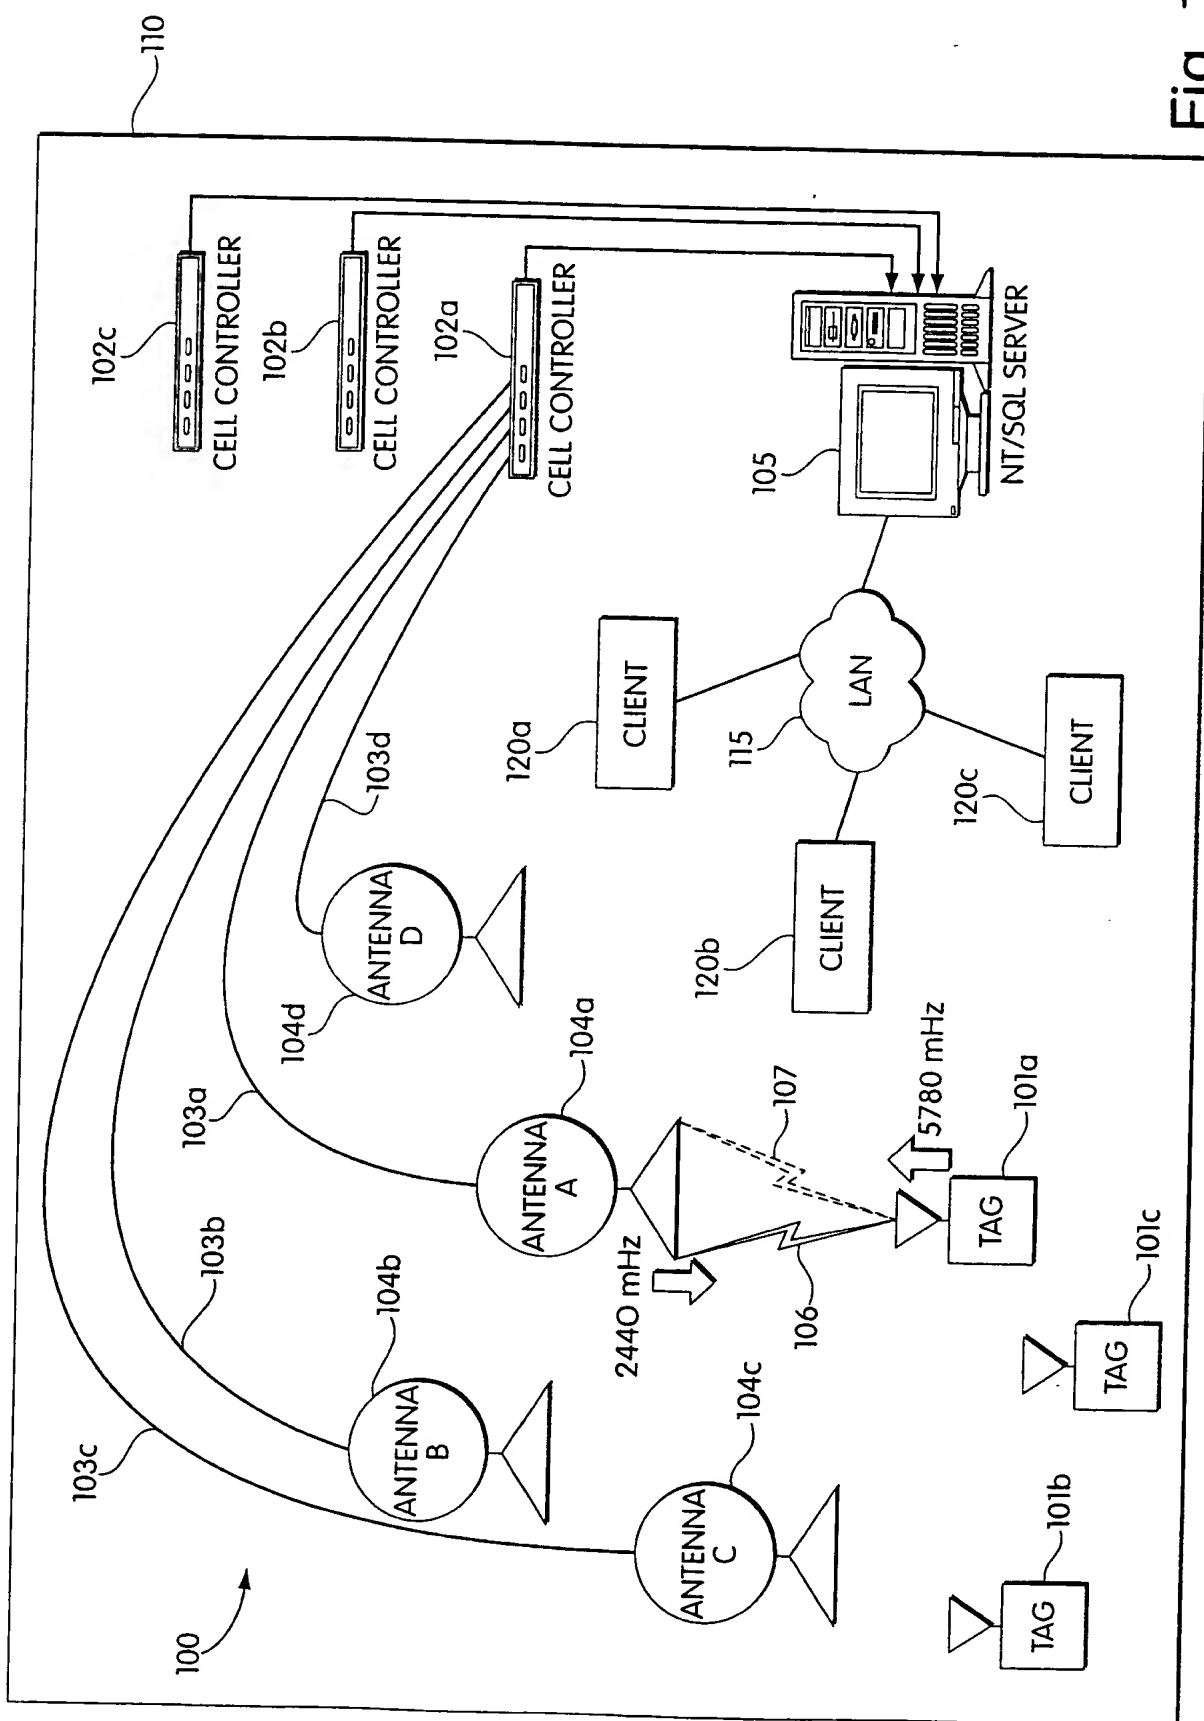 110
102c
CELL CONTROLLER
102b
CELL CONTROLLER
102a
CELL CONTROLLER
103c
103b
103a
103d
104d
ANTENNA
D
104b
ANTENNA
B
104a
ANTENNA
A
104c
ANTENNA
C
100
2440 mHz
106
107
5780 mHz
101a
TAG
101b
TAG
101c
TAG
120a
CLIENT
120b
CLIENT
120c
CLIENT
115
LAN
105
NT/SQL SERVER
Fig.